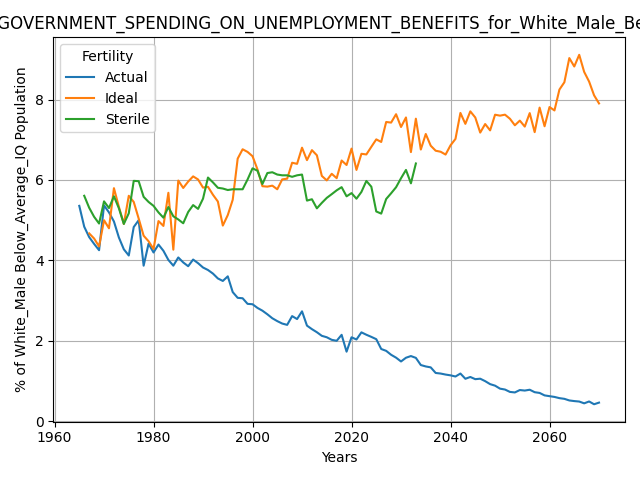 GOVERNMENT_SPENDING_ON_UNEMPLOYMENT_BENEFITS_for_White_Male_Be
% of White_Male Below_Average_IQ Population
Fertility
Actual
Ideal
Sterile
8
6
4
2
0
1960 1980 2000 2020 2040 2060
Years